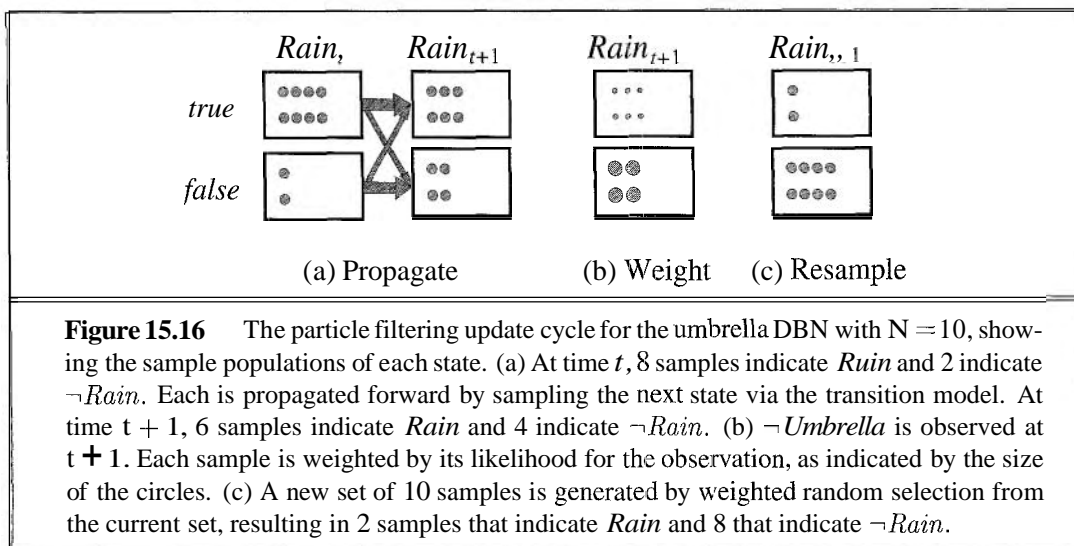 Rain, Rain_{t+1} Rain_{t+1} Rain,, 1
true
false
(a) Propagate (b) Weight (c) Resample
Figure 15.16 The particle filtering update cycle for the umbrella DBN with N = 10, show-
ing the sample populations of each state. (a) At time t, 8 samples indicate Ruin and 2 indicate
¬Rain. Each is propagated forward by sampling the next state via the transition model. At
time t + 1, 6 samples indicate Rain and 4 indicate ¬Rain. (b) ¬Umbrella is observed at
t + 1. Each sample is weighted by its likelihood for the observation, as indicated by the size
of the circles. (c) A new set of 10 samples is generated by weighted random selection from
the current set, resulting in 2 samples that indicate Rain and 8 that indicate ¬Rain.